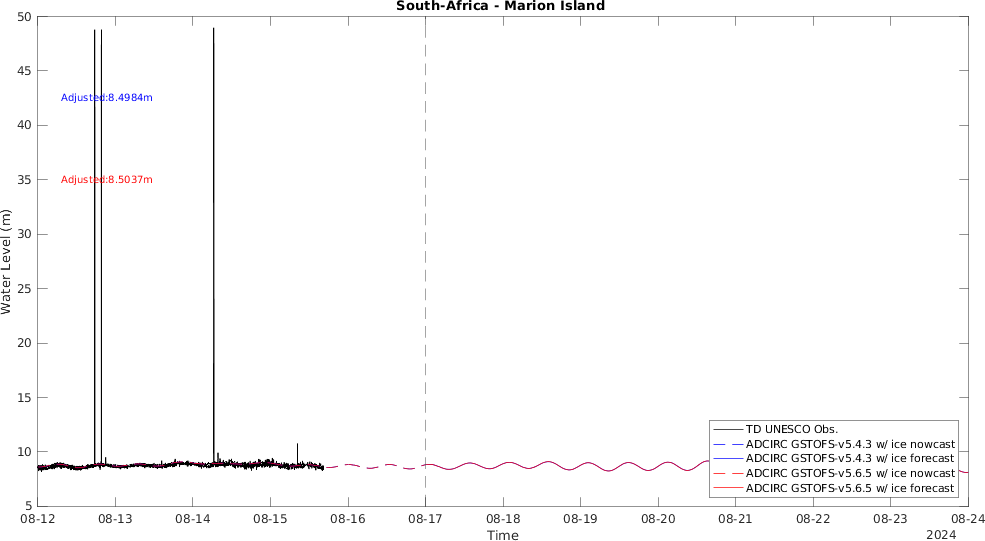 South-Africa - Marion Island
50
45
40
35
30
25
20
15
10
5
Water Level (m)
Adjusted:8.4984m
Adjusted:8.5037m
TD UNESCO Obs.
ADCIRC GSTOFS-v5.4.3 w/ ice nowcast
ADCIRC GSTOFS-v5.4.3 w/ ice forecast
ADCIRC GSTOFS-v5.6.5 w/ ice nowcast
ADCIRC GSTOFS-v5.6.5 w/ ice forecast
08-12 08-13 08-14 08-15 08-16 08-17 08-18 08-19 08-20 08-21 08-22 08-23 08-24
Time
2024